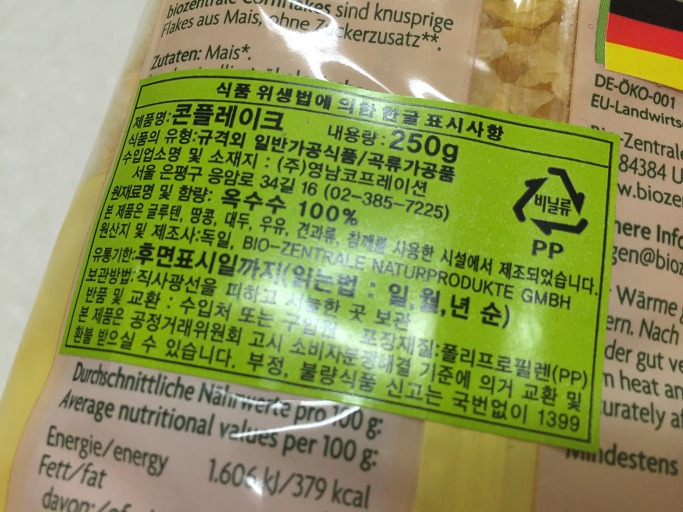 biozentrale Cornflakes sind knusprige
Flakes aus Mais, ohne Zuckerzusatz**.
Zutaten: Mais*.
식품 위생법에 의한 한글 표시사항
제품명:콘플레이크 내용량:250g
식품의 유형:규격외 일반가공식품/곡류가공품
수입업소명 및 소재지 : (주)영남코프레이션
서울 은평구 응암로 34길 16 (02-385-7225)
원재료명 및 함량: 옥수수 100%
본 제품은 글루텐, 땅콩, 대두, 우유, 견과류, 참깨를 사용한 시설에서 제조되었습니다.
원산지 및 제조사:독일, BIO-ZENTRALE NATURPRODUKTE GMBH
유통기한:후면표시일까지(읽는법 : 일,월,년 순)
보관방법:직사광선을 피하고 서늘한 곳 보관
반품 및 교환 : 수입처 또는 구입원 포장재질:폴리프로필렌(PP)
본 제품은 공정거래위원회 고시 소비자분쟁해결 기준에 의거 교환 및
환불 받으실 수 있습니다. 부정, 불량식품 신고는 국번없이 1399
비닐류
PP
Durchschnittliche Nährwerte pro 100 g:
Average nutritional values per 100 g:
Energie/energy 1.606 kJ/379 kcal
Fett/fat
davon:/of
DE-ÖKO-001
EU-Landwirts
-Zentrale
84384 U
w.biozen
here Info
gen@bioz
Wärme
ern. Nach
der gut ve
m heat an
urately af
Mindestens